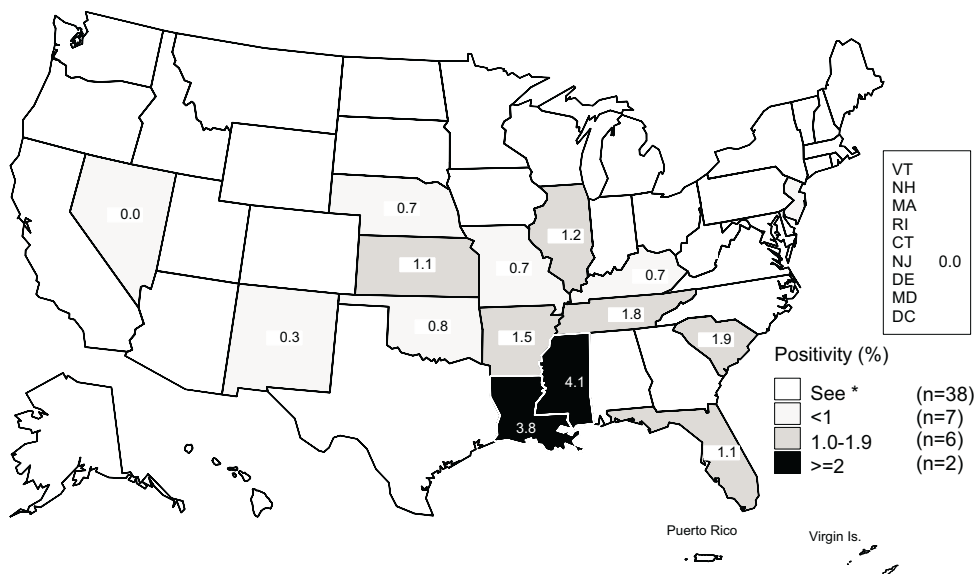 0.0
0.7
1.2
1.1
0.7
0.7
0.3
0.8
1.5
1.8
1.9
4.1
3.8
1.1
VT
NH
MA
RI
CT
NJ 0.0
DE
MD
DC
Positivity (%)
See * (n=38)
<1 (n=7)
1.0-1.9 (n=6)
>=2 (n=2)
Puerto Rico
Virgin Is.